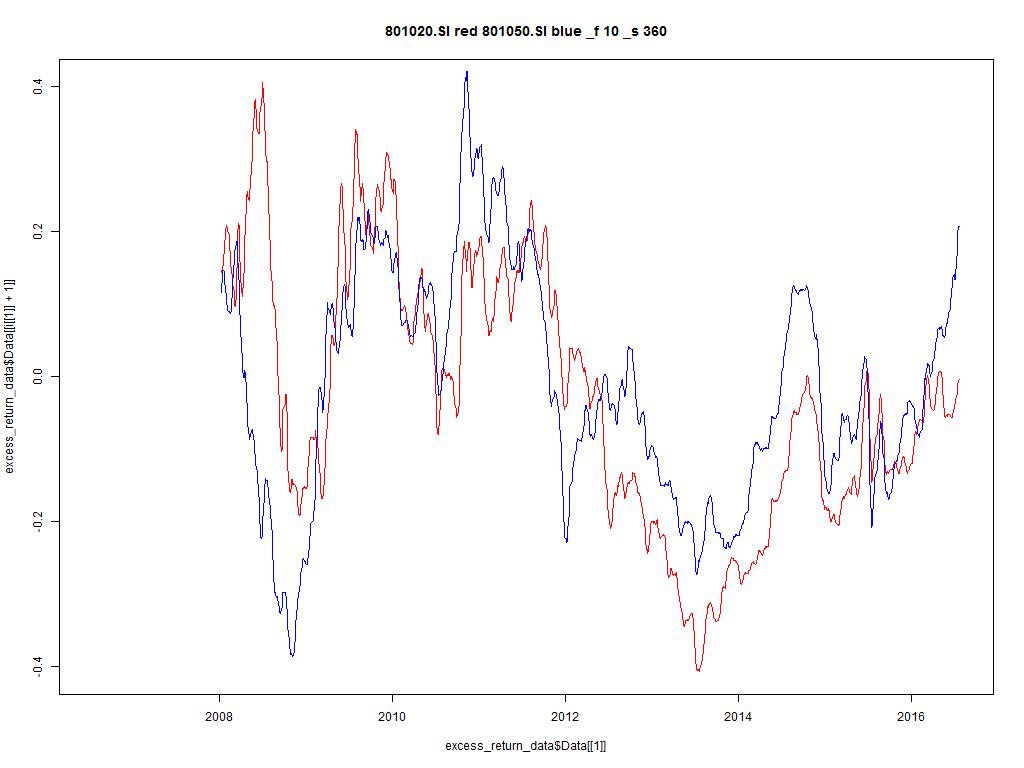 801020.SI red 801050.SI blue _f 10 _s 360
excess_return_data$Data[[i[[1]] + 1]]
0.4
0.2
0.0
-0.2
-0.4
2008 2010 2012 2014 2016
excess_return_data$Data[[1]]